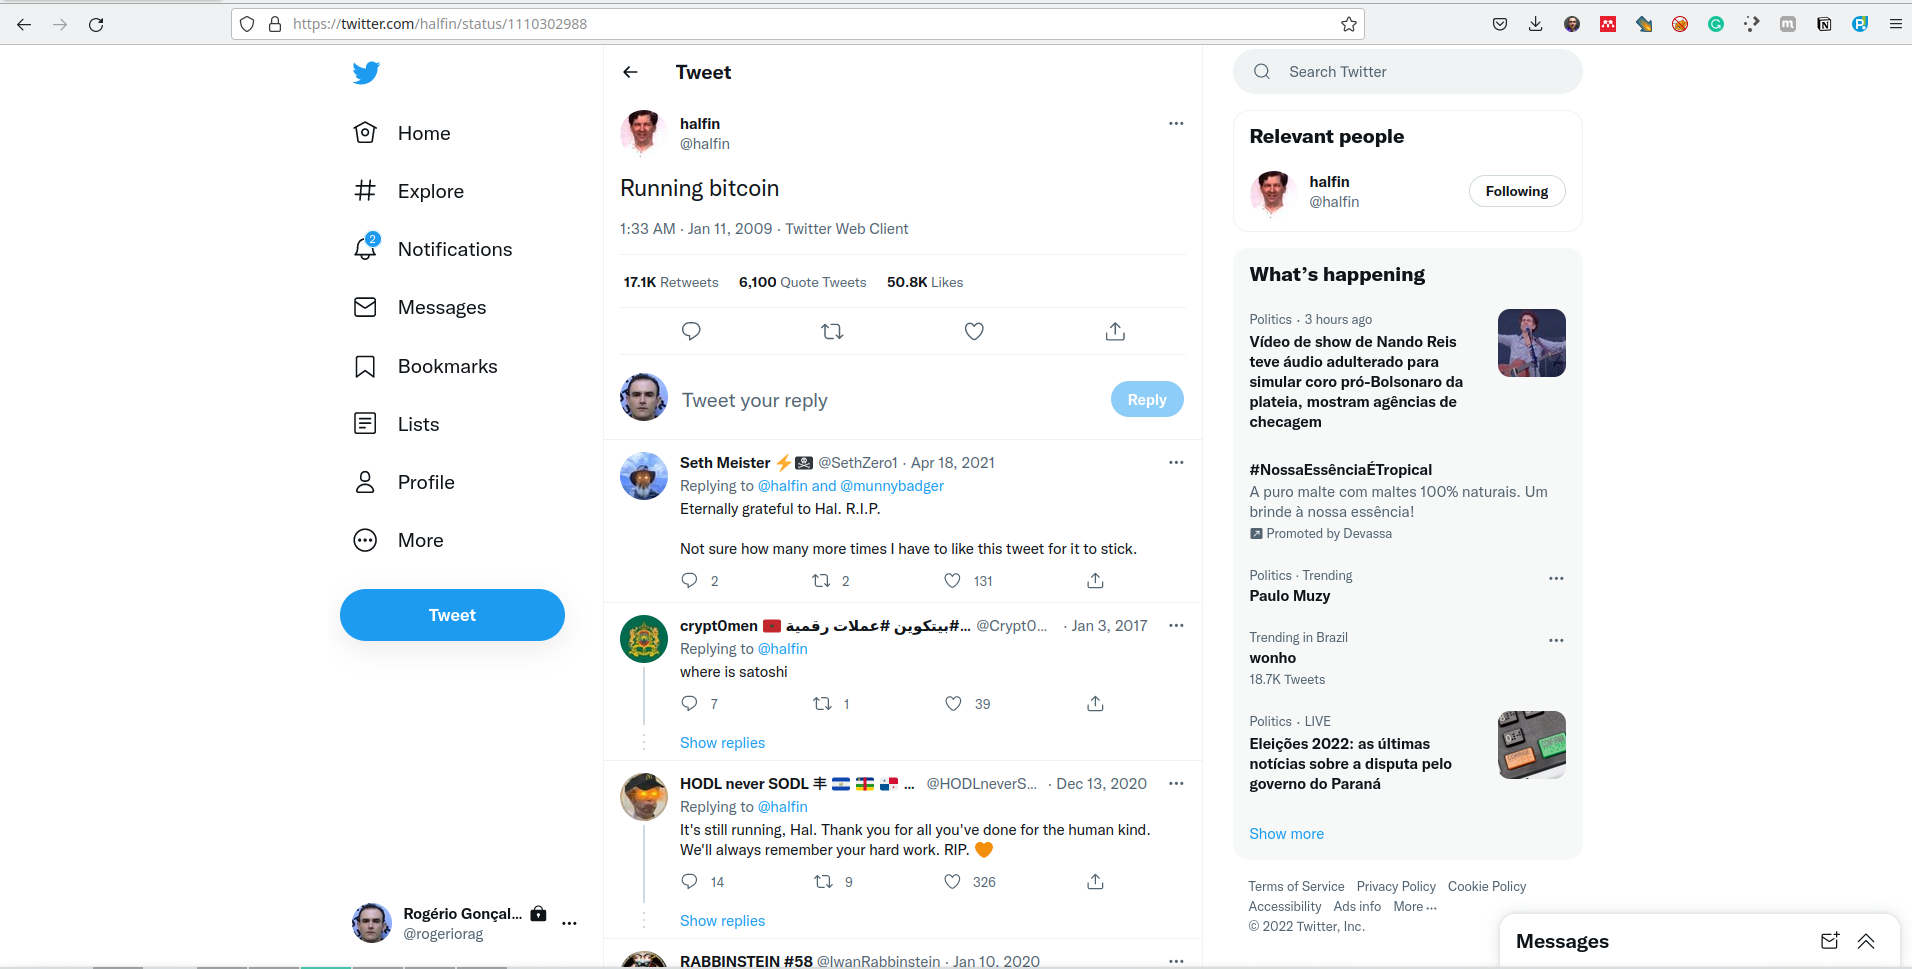 https://twitter.com/halfin/status/1110302988
Home
Explore
2
Notifications
Messages
Bookmarks
Lists
Profile
More
Tweet
Rogério Gonçal...
@rogeriorag
Tweet
halfin
@halfin
Running bitcoin
1:33 AM · Jan 11, 2009 · Twitter Web Client
17.1K Retweets 6,100 Quote Tweets 50.8K Likes
Tweet your reply
Reply
Seth Meister ⚡🏴‍☠️ @SethZero1 · Apr 18, 2021
Replying to @halfin and @munnybadger
Eternally grateful to Hal. R.I.P.
Not sure how many more times I have to like this tweet for it to stick.
2 2 131
crypt0men 🇲🇦 #بيتكوين #عملات رقمية#... @Crypt0... · Jan 3, 2017
Replying to @halfin
where is satoshi
7 1 39
Show replies
HODL never SODL 丰 🇸🇻 🇨🇫 🇵🇦 ... @HODLneverS... · Dec 13, 2020
Replying to @halfin
It's still running, Hal. Thank you for all you've done for the human kind.
We'll always remember your hard work. RIP. 🧡
14 9 326
Show replies
RABBINSTEIN #58 @IwanRabbinstein · Jan 10, 2020
Search Twitter
Relevant people
halfin
@halfin
Following
What's happening
Politics · 3 hours ago
Vídeo de show de Nando Reis
teve áudio adulterado para
simular coro pró-Bolsonaro da
plateia, mostram agências de
checagem
#NossaEssênciaÉTropical
A puro malte com maltes 100% naturais. Um
brinde à nossa essência!
Promoted by Devassa
Politics · Trending
Paulo Muzy
Trending in Brazil
wonho
18.7K Tweets
Politics · LIVE
Eleições 2022: as últimas
notícias sobre a disputa pelo
governo do Paraná
Show more
Terms of Service Privacy Policy Cookie Policy
Accessibility Ads info More ...
© 2022 Twitter, Inc.
Messages